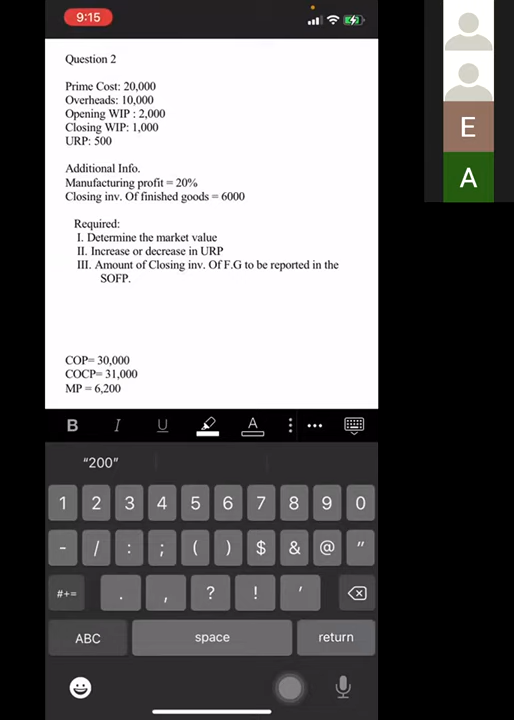 9:15
Question 2
Prime Cost: 20,000
Overheads: 10,000
Opening WIP : 2,000
Closing WIP: 1,000
URP: 500
Additional Info.
Manufacturing profit = 20%
Closing inv. Of finished goods = 6000
Required:
I. Determine the market value
II. Increase or decrease in URP
III. Amount of Closing inv. Of F.G to be reported in the
SOFP.
COP= 30,000
COCP= 31,000
MP = 6,200
B I U A
"200"
1 2 3 4 5 6 7 8 9 0
- / : ; ( ) $ & @ "
#+= . , ? ! '
ABC space return
E
A